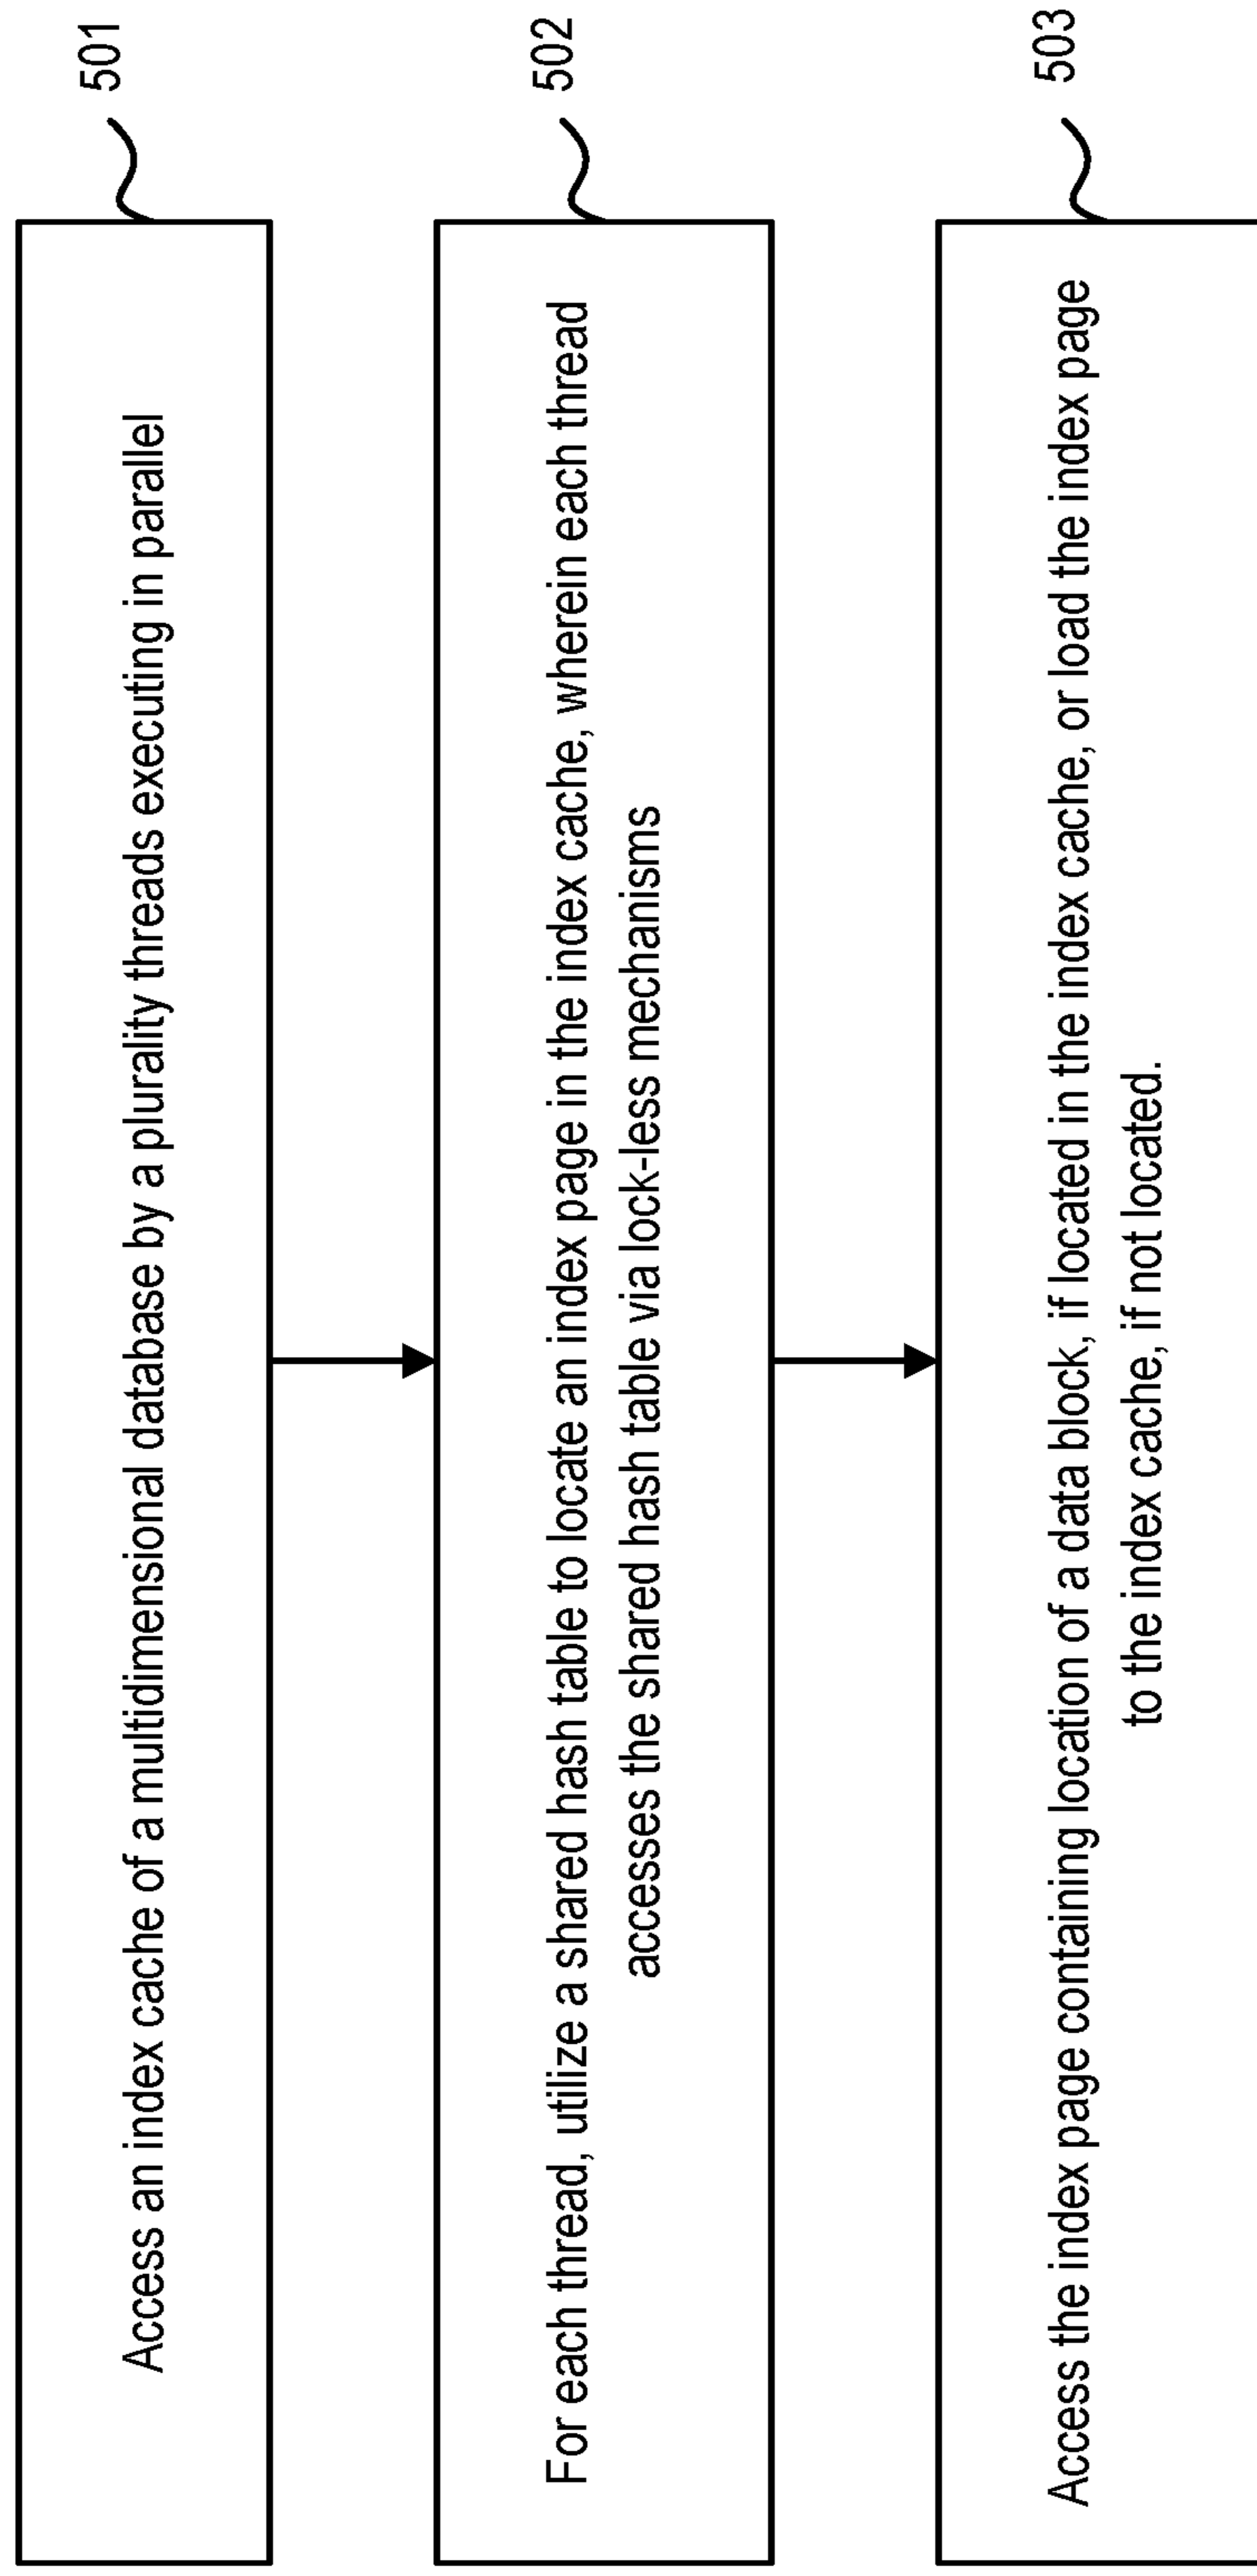 501
Access an index cache of a multidimensional database by a plurality threads executing in parallel
502
For each thread, utilize a shared hash table to locate an index page in the index cache, wherein each thread
accesses the shared hash table via lock-less mechanisms
503
Access the index page containing location of a data block, if located in the index cache, or load the index page
to the index cache, if not located.